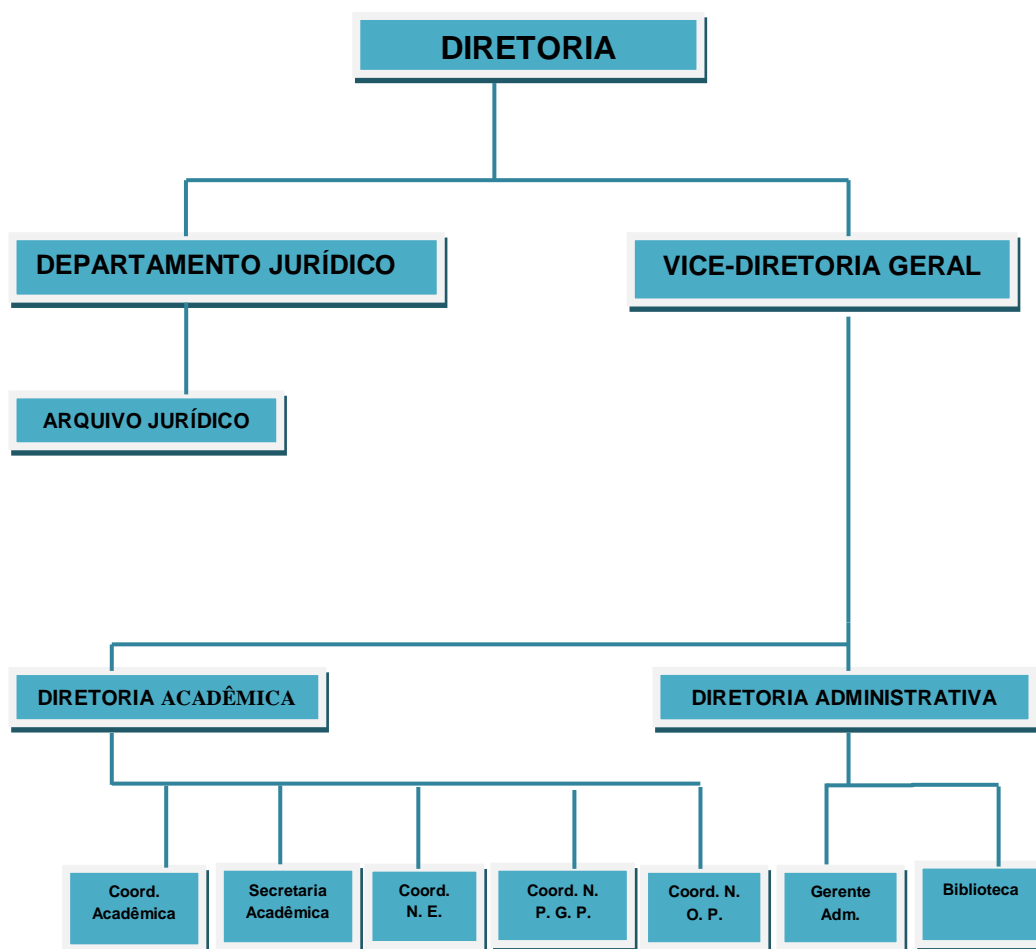 DIRETORIA
DEPARTAMENTO JURÍDICO
VICE-DIRETORIA GERAL
ARQUIVO JURÍDICO
DIRETORIA ACADÊMICA
DIRETORIA ADMINISTRATIVA
Coord.
Acadêmica
Secretaria
Acadêmica
Coord.
N. E.
Coord. N.
P. G. P.
Coord. N.
O. P.
Gerente
Adm.
Biblioteca